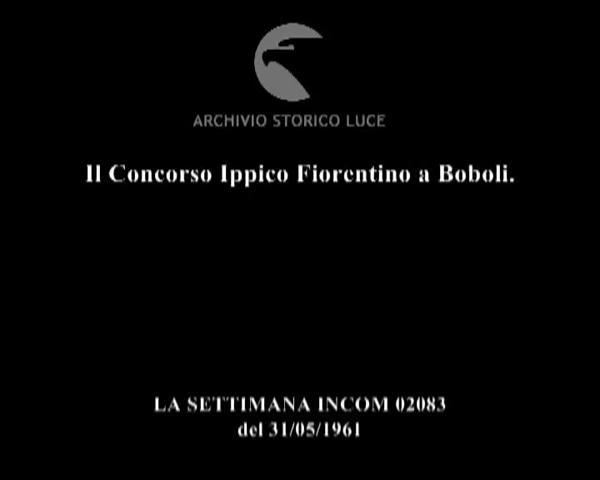 ARCHIVIO STORICO LUCE
Il Concorso Ippico Fiorentino a Boboli.
LA SETTIMANA INCOM 02083
del 31/05/1961